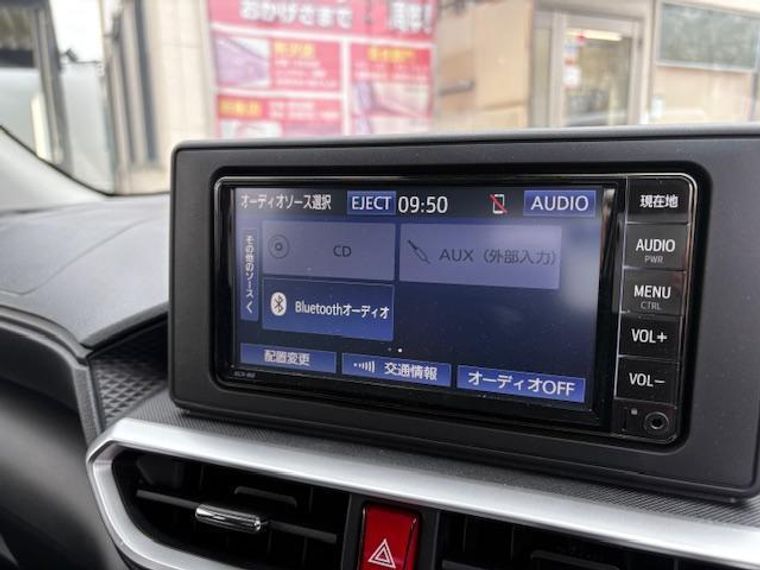 おかげさまで
オーディオソース選択 EJECT 09:50 AUDIO
その他のソースく
CD
AUX（外部入力）
Bluetoothオーディオ
配置変更 交通情報 オーディオOFF
現在地
AUDIO
PWR
MENU
CTRL
VOL+
VOL-